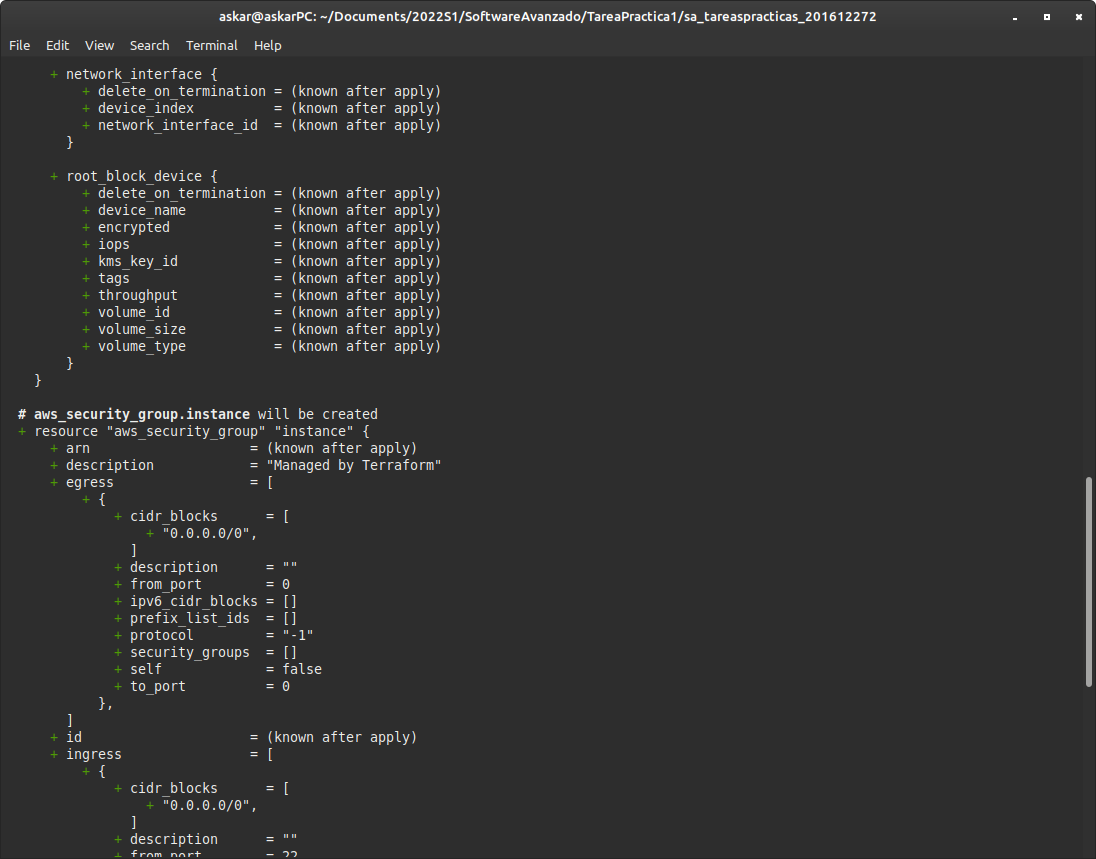 askar@askarPC: ~/Documents/2022S1/SoftwareAvanzado/TareaPractica1/sa_tareaspracticas_201612272
File Edit View Search Terminal Help
      + network_interface {
          + delete_on_termination = (known after apply)
          + device_index          = (known after apply)
          + network_interface_id  = (known after apply)
        }

      + root_block_device {
          + delete_on_termination = (known after apply)
          + device_name           = (known after apply)
          + encrypted             = (known after apply)
          + iops                  = (known after apply)
          + kms_key_id            = (known after apply)
          + tags                  = (known after apply)
          + throughput            = (known after apply)
          + volume_id             = (known after apply)
          + volume_size           = (known after apply)
          + volume_type           = (known after apply)
        }
    }

  # aws_security_group.instance will be created
  + resource "aws_security_group" "instance" {
      + arn                    = (known after apply)
      + description            = "Managed by Terraform"
      + egress                 = [
          + {
              + cidr_blocks      = [
                  + "0.0.0.0/0",
                ]
              + description      = ""
              + from_port        = 0
              + ipv6_cidr_blocks = []
              + prefix_list_ids  = []
              + protocol         = "-1"
              + security_groups  = []
              + self             = false
              + to_port          = 0
            },
        ]
      + id                     = (known after apply)
      + ingress                = [
          + {
              + cidr_blocks      = [
                  + "0.0.0.0/0",
                ]
              + description      = ""
              + from_port        = 22